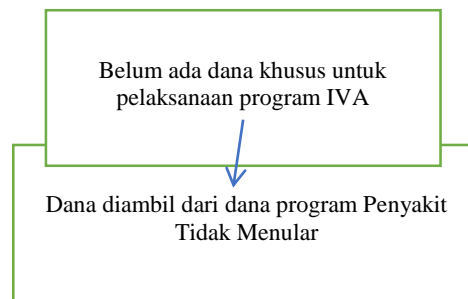 Belum ada dana khusus untuk
pelaksanaan program IVA
Dana diambil dari dana program Penyakit
Tidak Menular